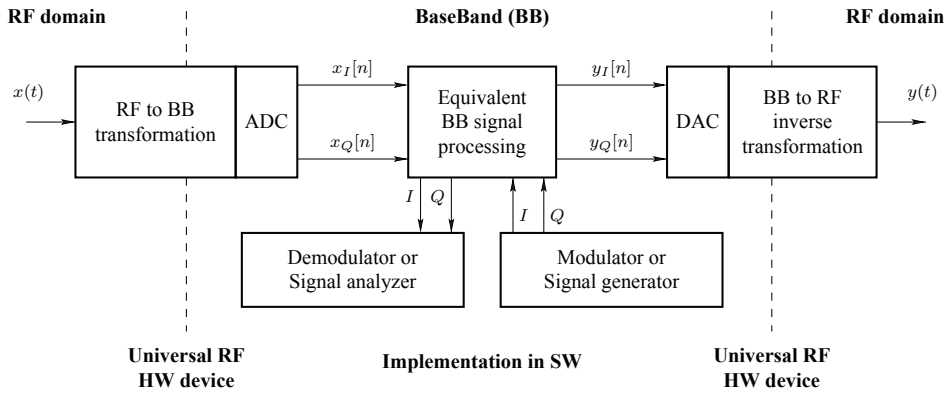 RF domain
BaseBand (BB)
RF domain
x(t)
RF to BB
transformation
ADC
x_I[n]
x_Q[n]
Equivalent
BB signal
processing
y_I[n]
y_Q[n]
DAC
BB to RF
inverse
transformation
y(t)
I
Q
I
Q
Demodulator or
Signal analyzer
Modulator or
Signal generator
Universal RF
HW device
Implementation in SW
Universal RF
HW device